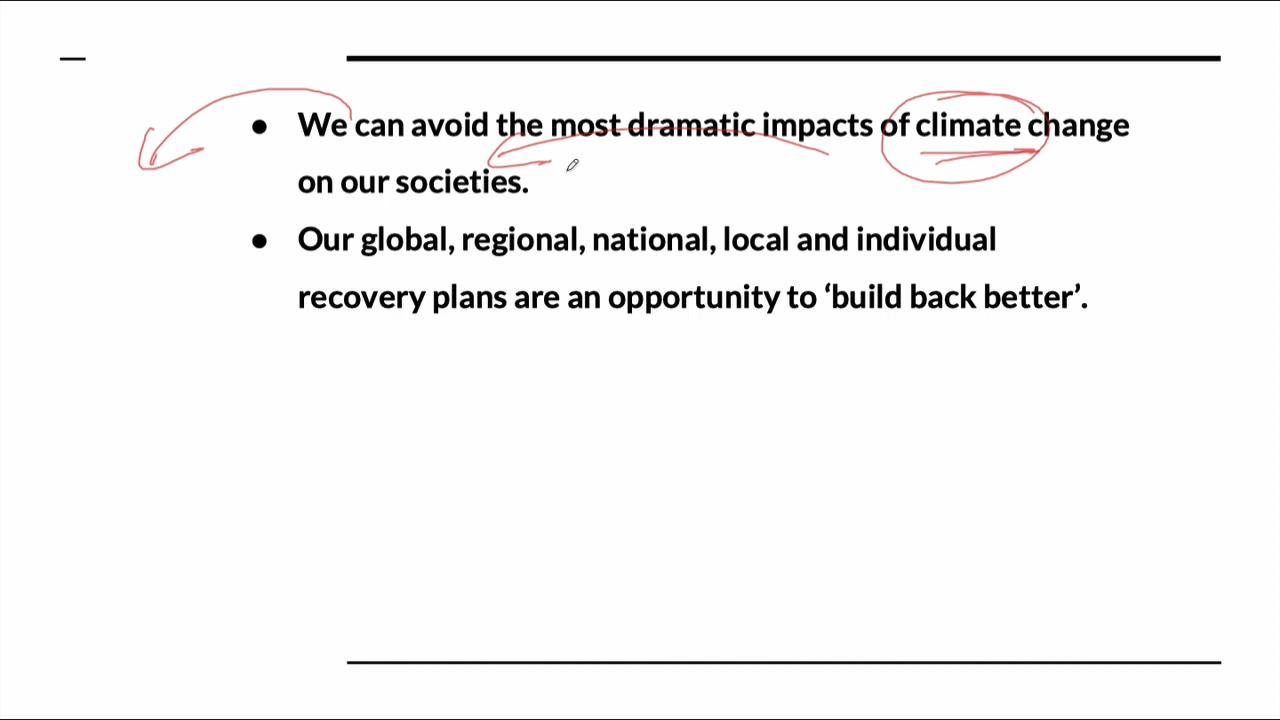 ● We can avoid the most dramatic impacts of climate change
on our societies.
● Our global, regional, national, local and individual
recovery plans are an opportunity to ‘build back better’.